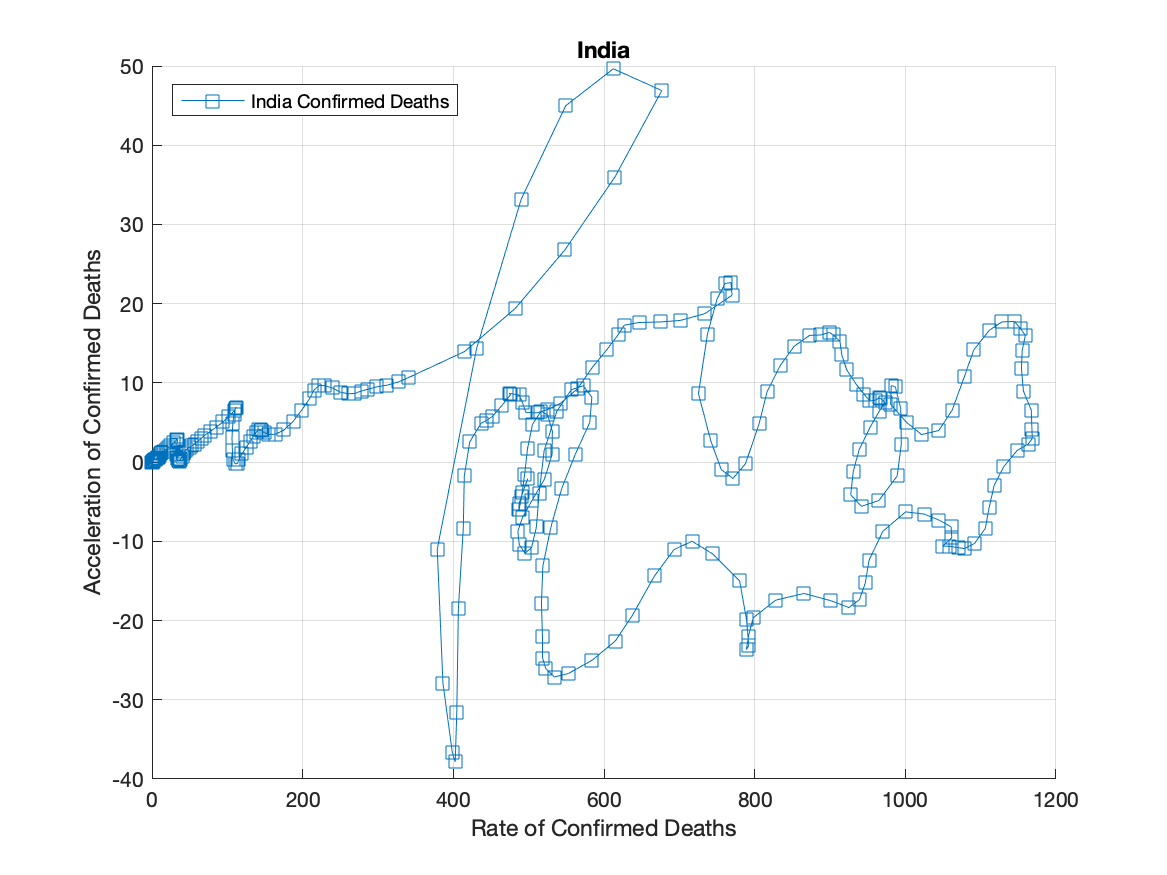 India
India Confirmed Deaths
50
40
30
20
10
0
-10
-20
-30
-40
Acceleration of Confirmed Deaths
0 200 400 600 800 1000 1200
Rate of Confirmed Deaths